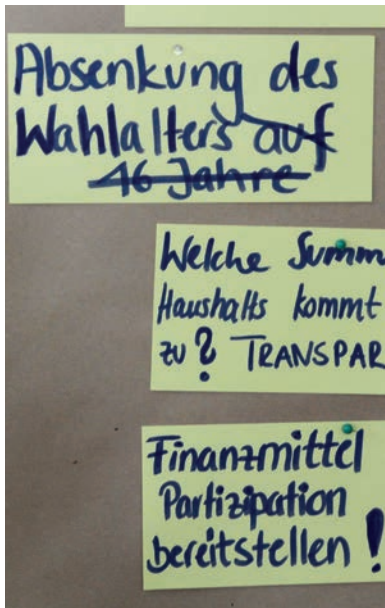 Absenkung des
Wahlalters auf
16 Jahre
Welche Summ
Haushalts kommt
zu? TRANSPAR
Finanzmittel
Partizipation
bereitstellen!